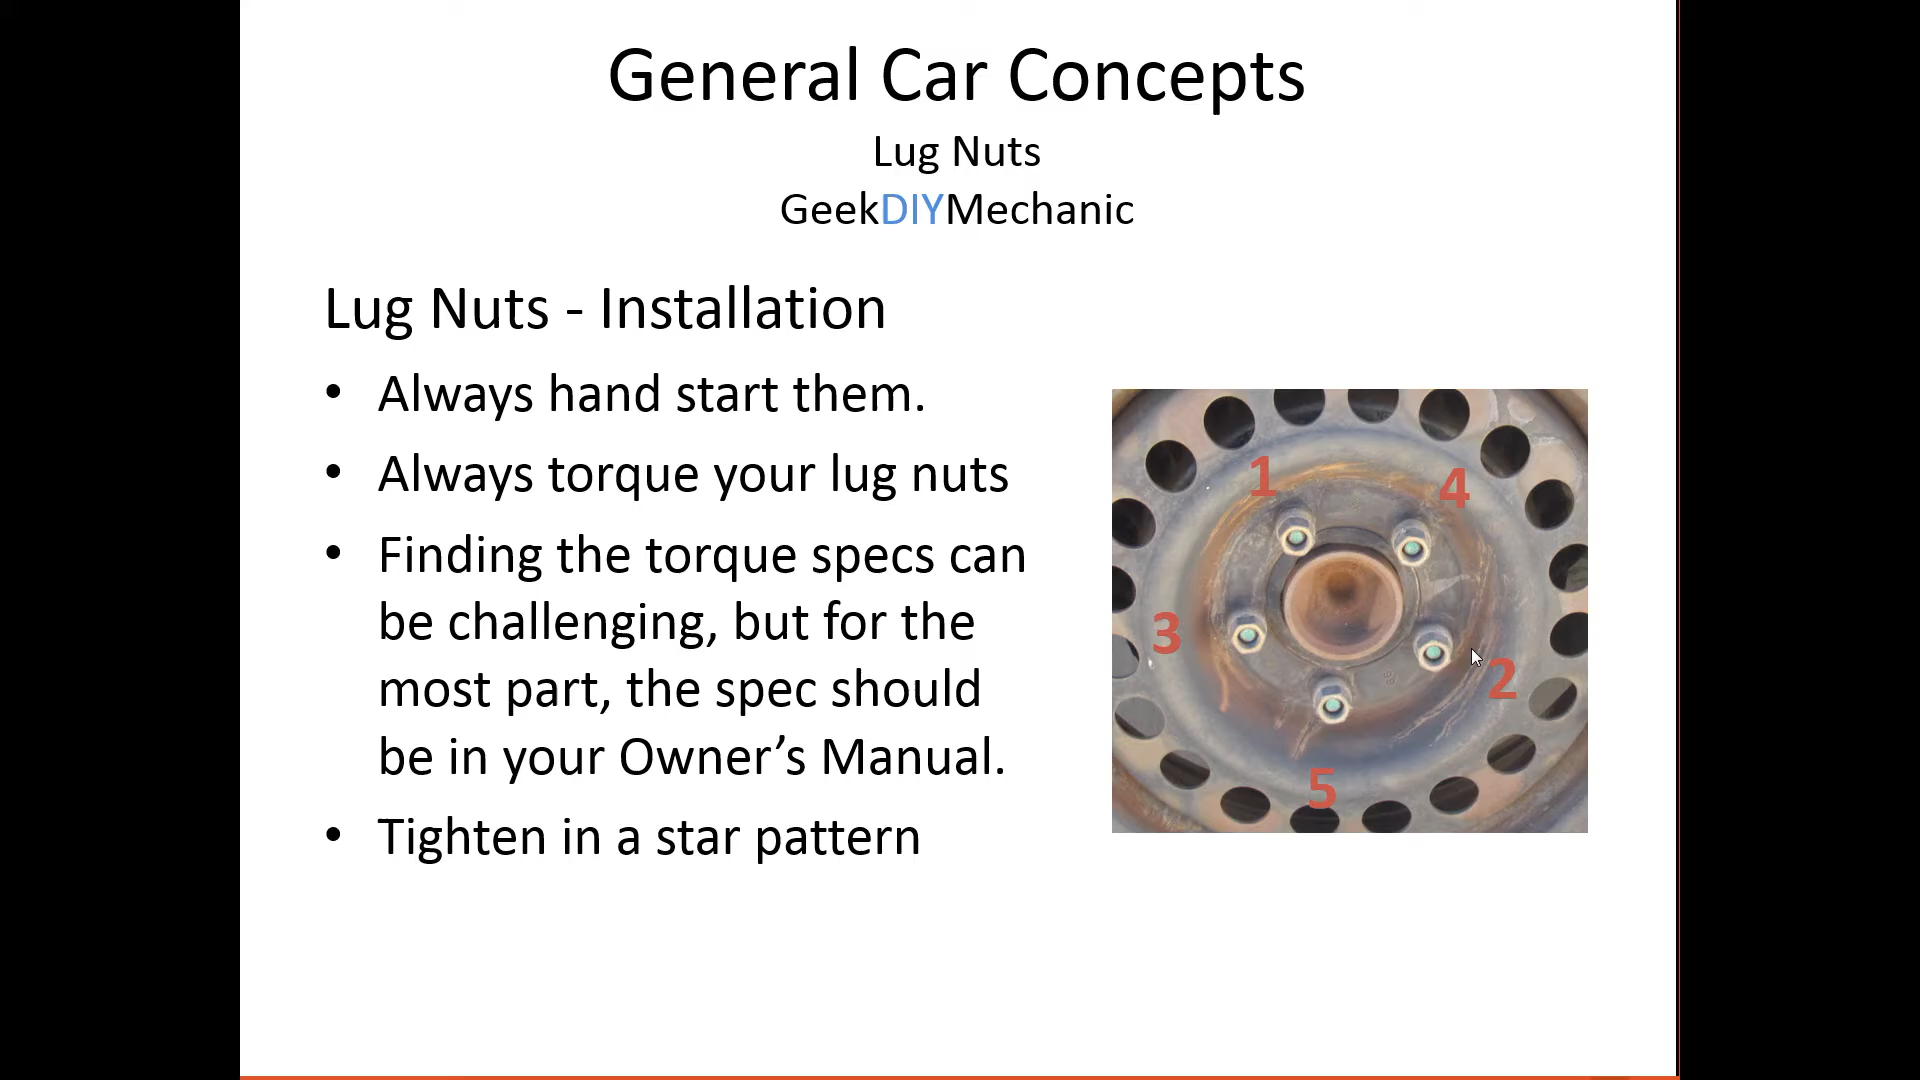 General Car Concepts
Lug Nuts
GeekDIYMechanic
Lug Nuts - Installation
• Always hand start them.
• Always torque your lug nuts
• Finding the torque specs can
be challenging, but for the
most part, the spec should
be in your Owner’s Manual.
• Tighten in a star pattern
1
4
3
2
5